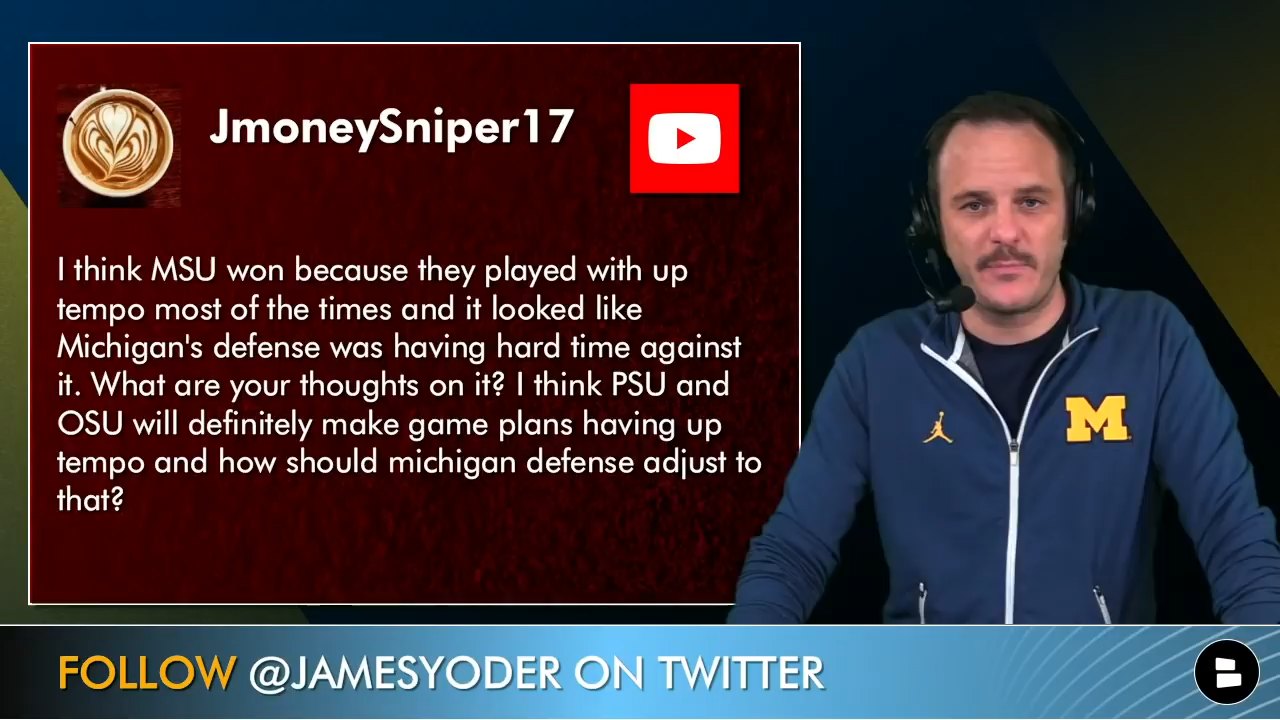 JmoneySniper17
I think MSU won because they played with up
tempo most of the times and it looked like
Michigan's defense was having hard time against
it. What are your thoughts on it? I think PSU and
OSU will definitely make game plans having up
tempo and how should michigan defense adjust to
that?
M
FOLLOW @JAMESYODER ON TWITTER